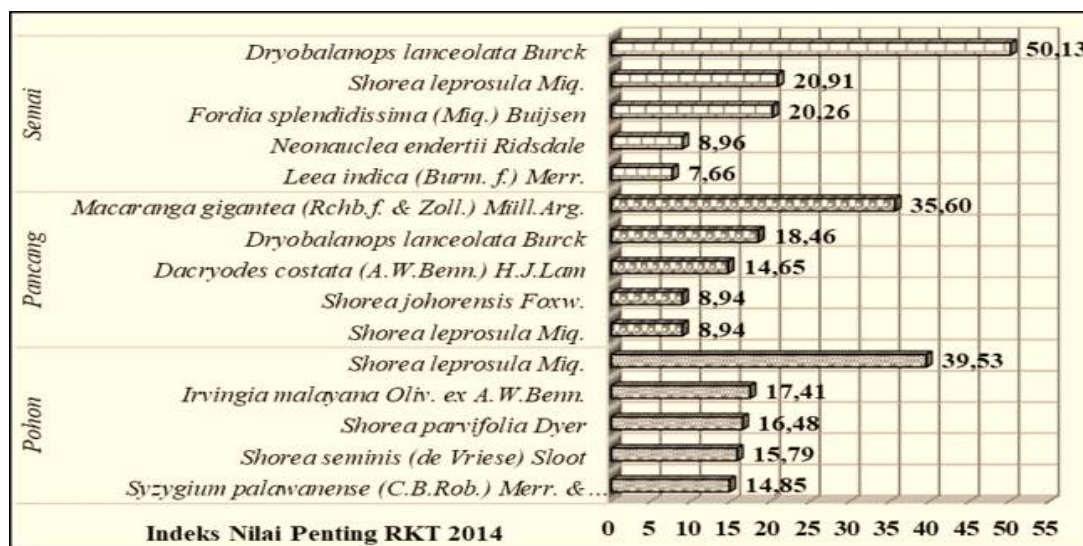 Semai
Dryobalanops lanceolata Burck 50,13
Shorea leprosula Miq. 20,91
Fordia splendidissima (Miq.) Buijsen 20,26
Neonauclea endertii Ridsdale 8,96
Leea indica (Burm. f.) Merr. 7,66
Pancang
Macaranga gigantea (Rchb.f. & Zoll.) Müll.Arg. 35,60
Dryobalanops lanceolata Burck 18,46
Dacryodes costata (A.W.Benn.) H.J.Lam 14,65
Shorea johorensis Foxw. 8,94
Shorea leprosula Miq. 8,94
Pohon
Shorea leprosula Miq. 39,53
Irvingia malayana Oliv. ex A.W.Benn. 17,41
Shorea parvifolia Dyer 16,48
Shorea seminis (de Vriese) Sloot 15,79
Syzygium palawanense (C.B.Rob.) Merr. & ... 14,85
Indeks Nilai Penting RKT 2014 0 5 10 15 20 25 30 35 40 45 50 55